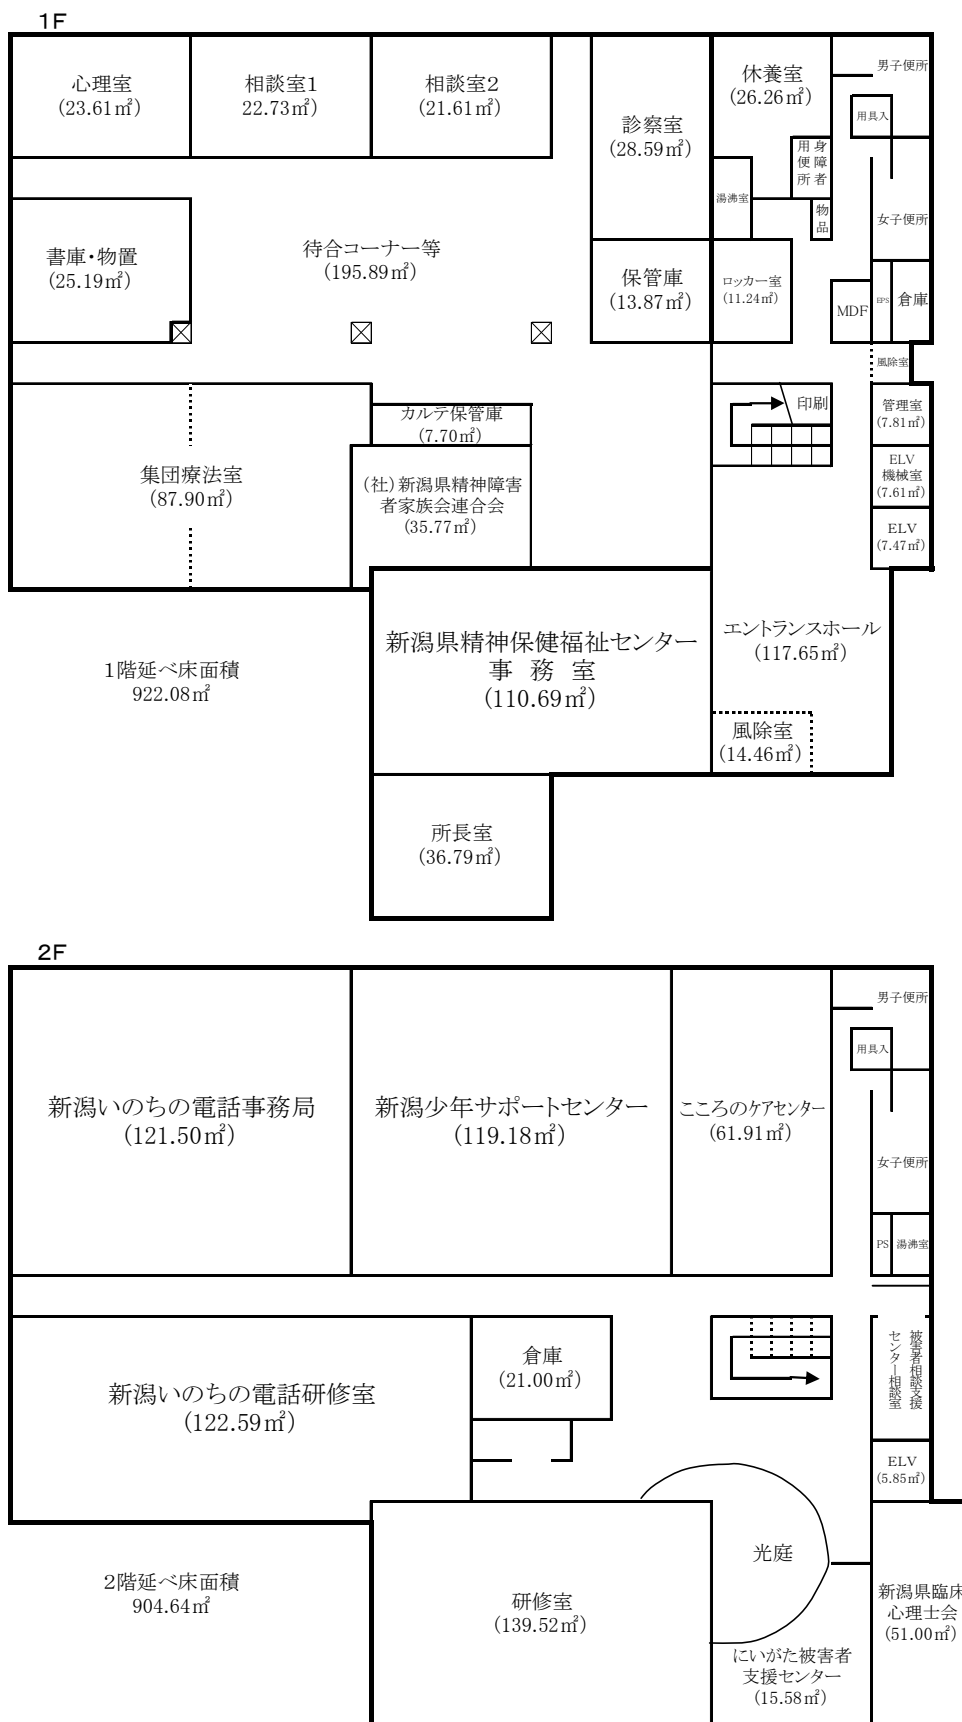 1F
心理室
(23.61㎡)
相談室1
22.73㎡)
相談室2
(21.61㎡)
診察室
(28.59㎡)
休養室
(26.26㎡)
男子便所
用具入
身障者
用便所
湯沸室
物品
女子便所
書庫・物置
(25.19㎡)
待合コーナー等
(195.89㎡)
保管庫
(13.87㎡)
ロッカー室
(11.24㎡)
MDF
EPS
倉庫
風除室
カルテ保管庫
(7.70㎡)
印刷
管理室
(7.81㎡)
集団療法室
(87.90㎡)
(社)新潟県精神障害
者家族会連合会
(35.77㎡)
ELV
機械室
(7.61㎡)
ELV
(7.47㎡)
1階延べ床面積
922.08㎡
新潟県精神保健福祉センター
事 務 室
(110.69㎡)
エントランスホール
(117.65㎡)
風除室
(14.46㎡)
所長室
(36.79㎡)
2F
男子便所
用具入
新潟いのちの電話事務局
(121.50㎡)
新潟少年サポートセンター
(119.18㎡)
こころのケアセンター
(61.91㎡)
女子便所
PS
湯沸室
新潟いのちの電話研修室
(122.59㎡)
倉庫
(21.00㎡)
被害者相談支援
センター相談室
ELV
(5.85㎡)
2階延べ床面積
904.64㎡
研修室
(139.52㎡)
光庭
にいがた被害者
支援センター
(15.58㎡)
新潟県臨床
心理士会
(51.00㎡)